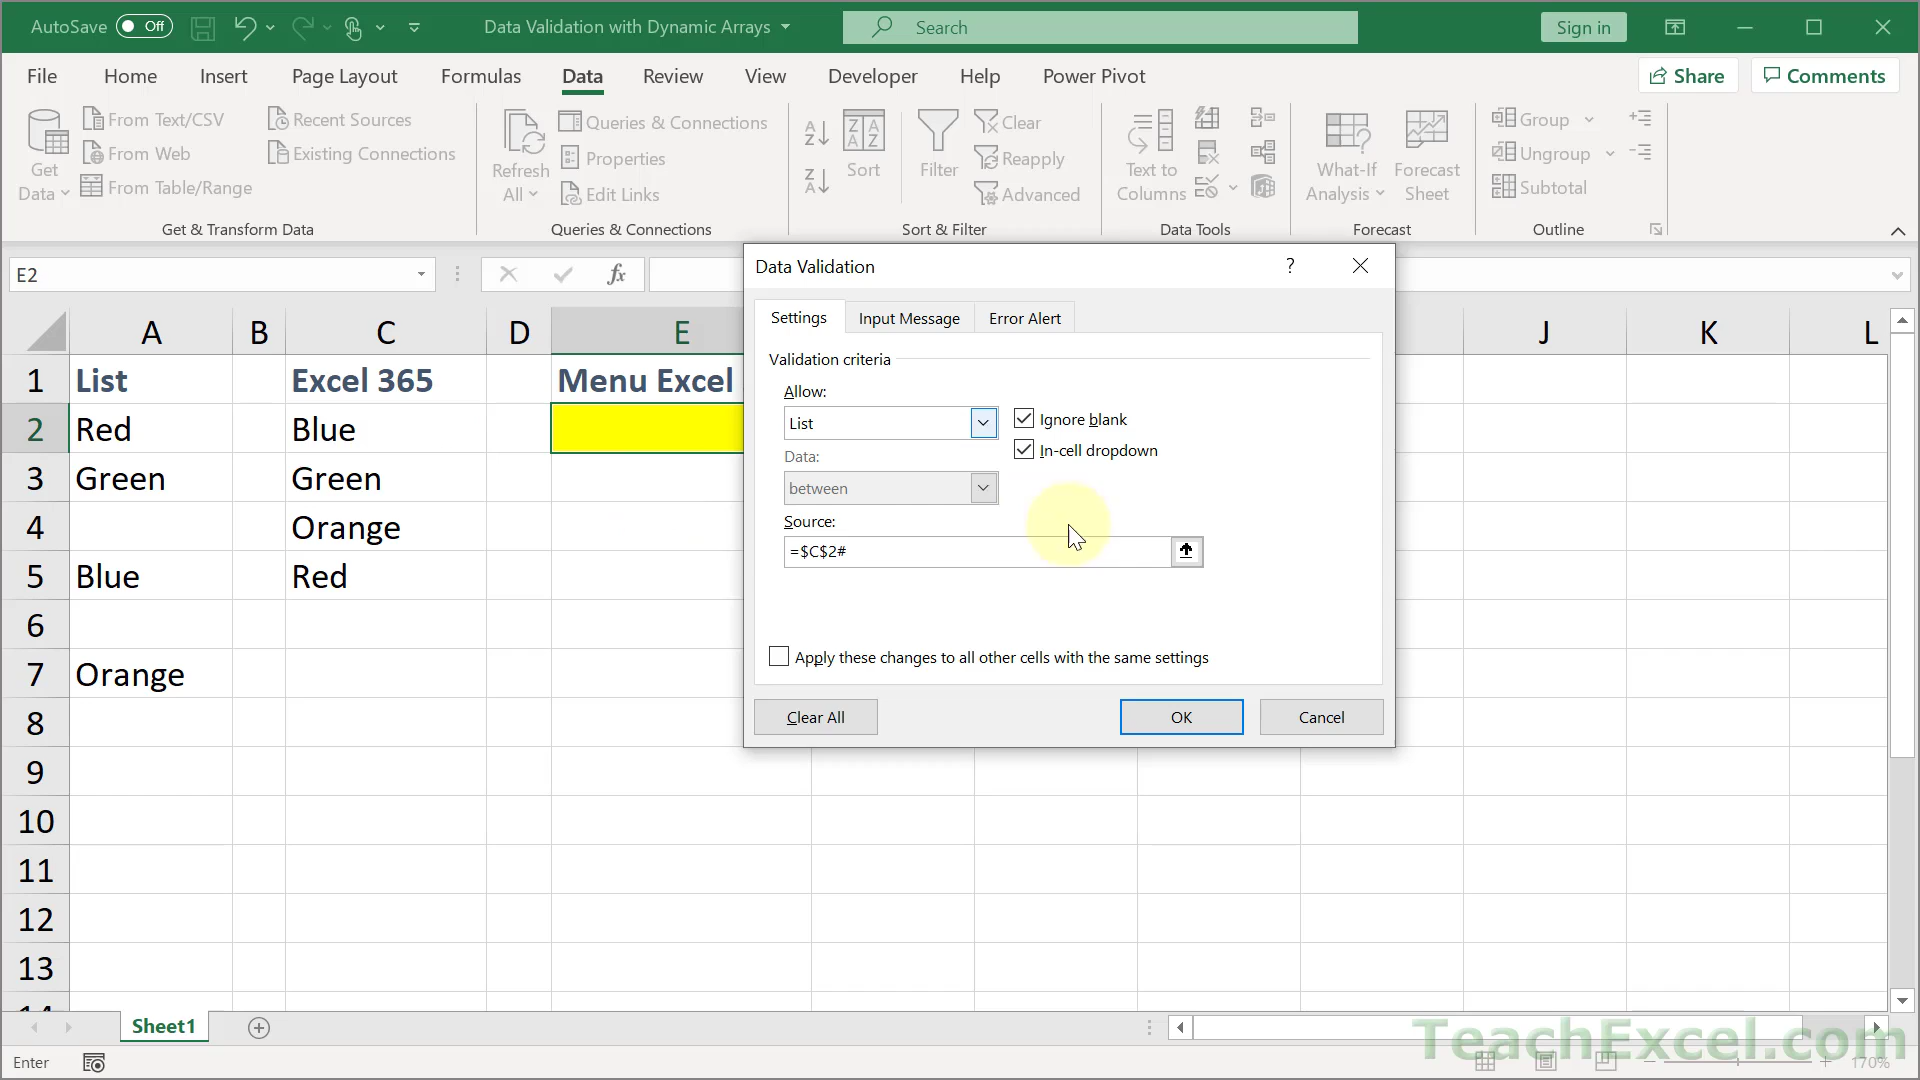 AutoSave Off
Data Validation with Dynamic Arrays
Search
Sign in
File Home Insert Page Layout Formulas Data Review View Developer Help Power Pivot
Share Comments
Get Data
From Text/CSV
From Web
From Table/Range
Recent Sources
Existing Connections
Get & Transform Data
Refresh All
Queries & Connections
Properties
Edit Links
Queries & Connections
Sort
Filter
Clear
Reapply
Advanced
Sort & Filter
Text to Columns
Data Tools
What-If Analysis
Forecast Sheet
Forecast
Group
Ungroup
Subtotal
Outline
E2
fx
A B C D E J K L
1 List Excel 365 Menu Excel
2 Red Blue
3 Green Green
4 Orange
5 Blue Red
6
7 Orange
8
9
10
11
12
13
Data Validation
?
Settings Input Message Error Alert
Validation criteria
Allow:
List
Ignore blank
In-cell dropdown
Data:
between
Source:
=$C$2#
Apply these changes to all other cells with the same settings
Clear All OK Cancel
Sheet1
Enter
TeachExcel.com
170%